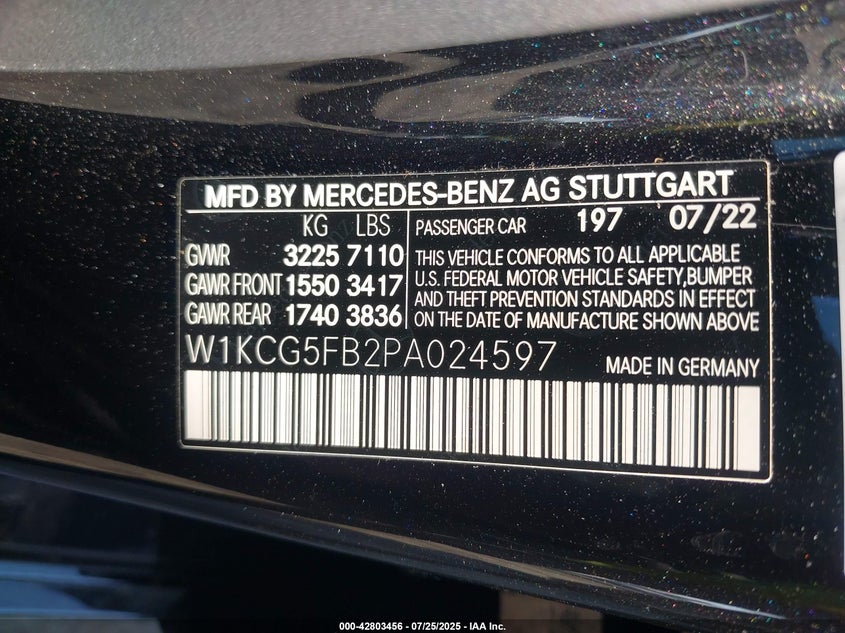 MFD BY MERCEDES-BENZ AG STUTTGART
KG LBS
GVWR 3225 7110
GAWR FRONT 1550 3417
GAWR REAR 1740 3836
PASSENGER CAR 197 07/22
THIS VEHICLE CONFORMS TO ALL APPLICABLE
U.S. FEDERAL MOTOR VEHICLE SAFETY,BUMPER
AND THEFT PREVENTION STANDARDS IN EFFECT
ON THE DATE OF MANUFACTURE SHOWN ABOVE
W1KCG5FB2PA024597
MADE IN GERMANY
000-42803456 - 07/25/2025 - IAA Inc.